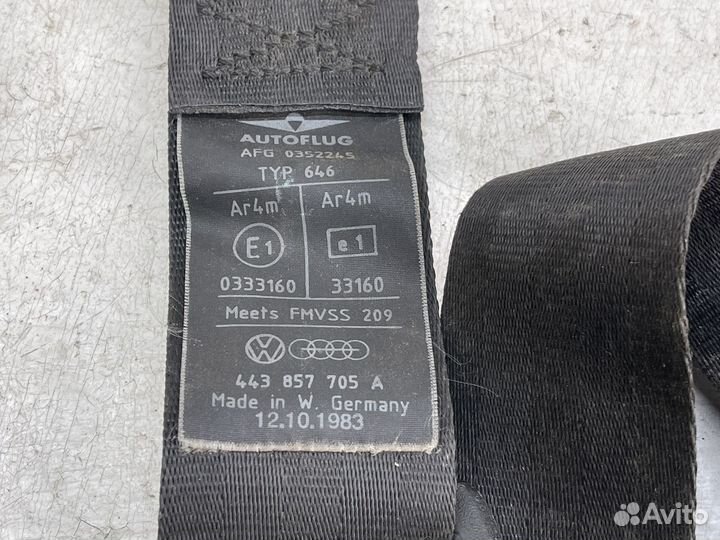 AUTOFLUG
AFG 0352245
TYP 646
Ar4m Ar4m
E1 e1
0333160 33160
Meets FMVSS 209
443 857 705 A
Made in W. Germany
12.10.1983
Avito